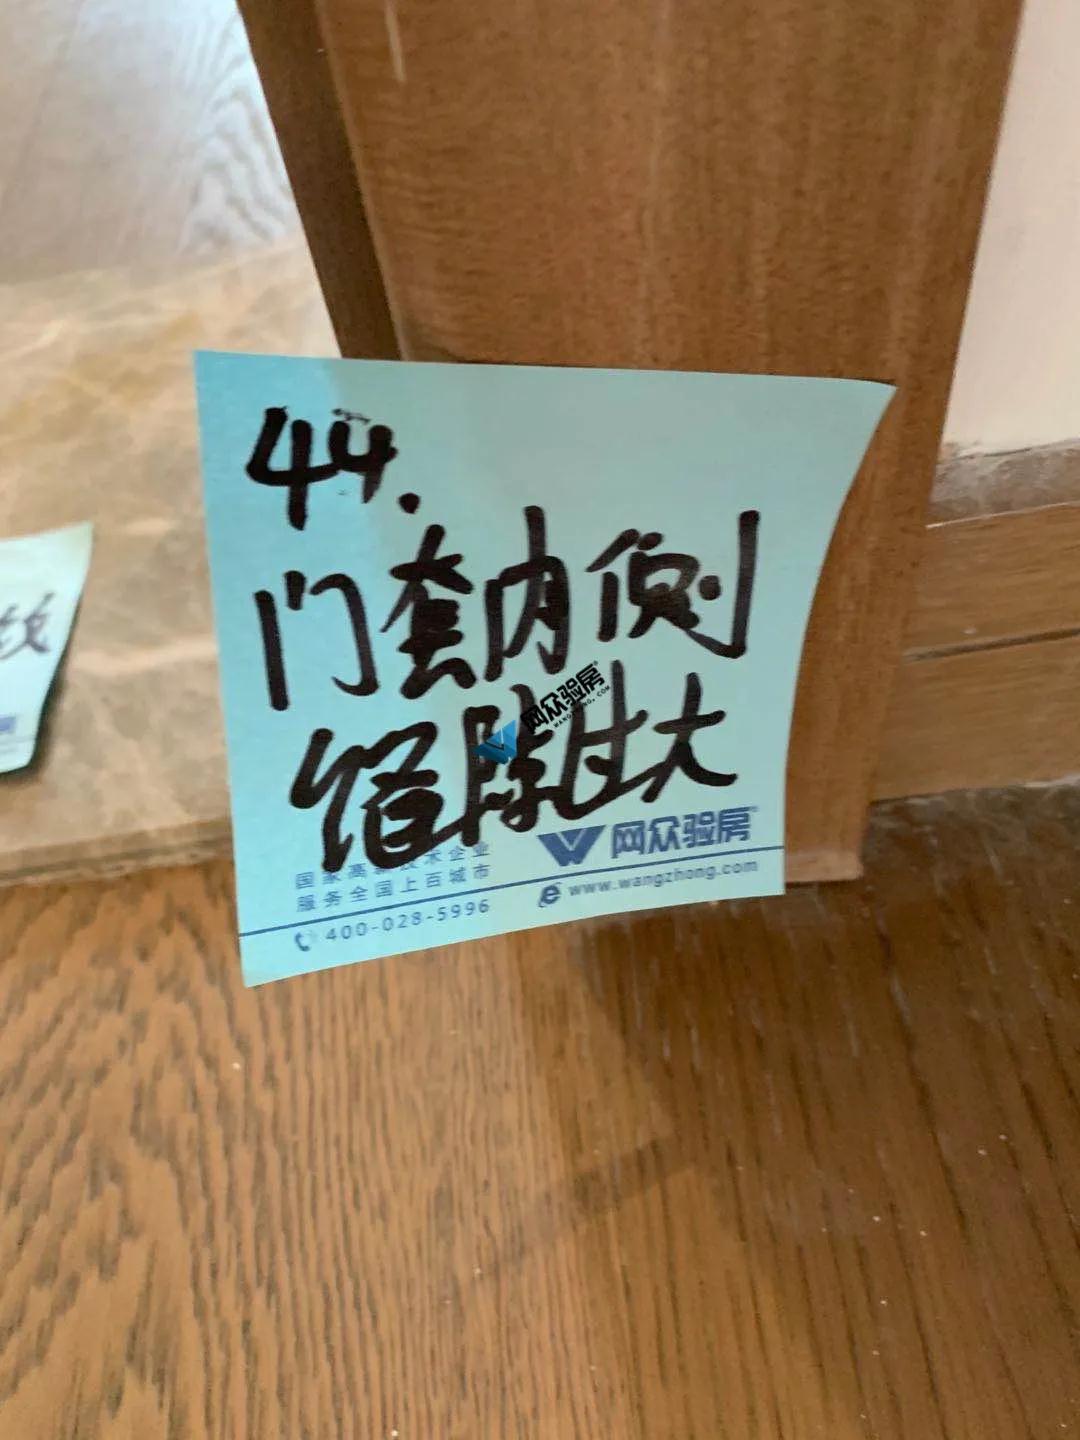 44.
门套内侧
隙过大
网众验房
WANGZHONG.COM
国家高新技术企业
服务全国上百城市
400-028-5996
网众验房
www.wangzhong.com